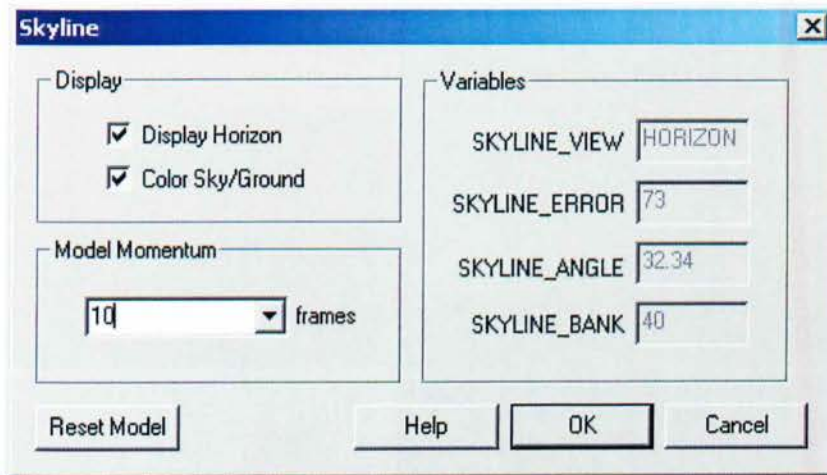 Skyline
Display
Display Horizon
Color Sky/Ground
Model Momentum
10 frames
Variables
SKYLINE_VIEW HORIZON
SKYLINE_ERROR 73
SKYLINE_ANGLE 32.34
SKYLINE_BANK 40
Reset Model
Help
OK
Cancel